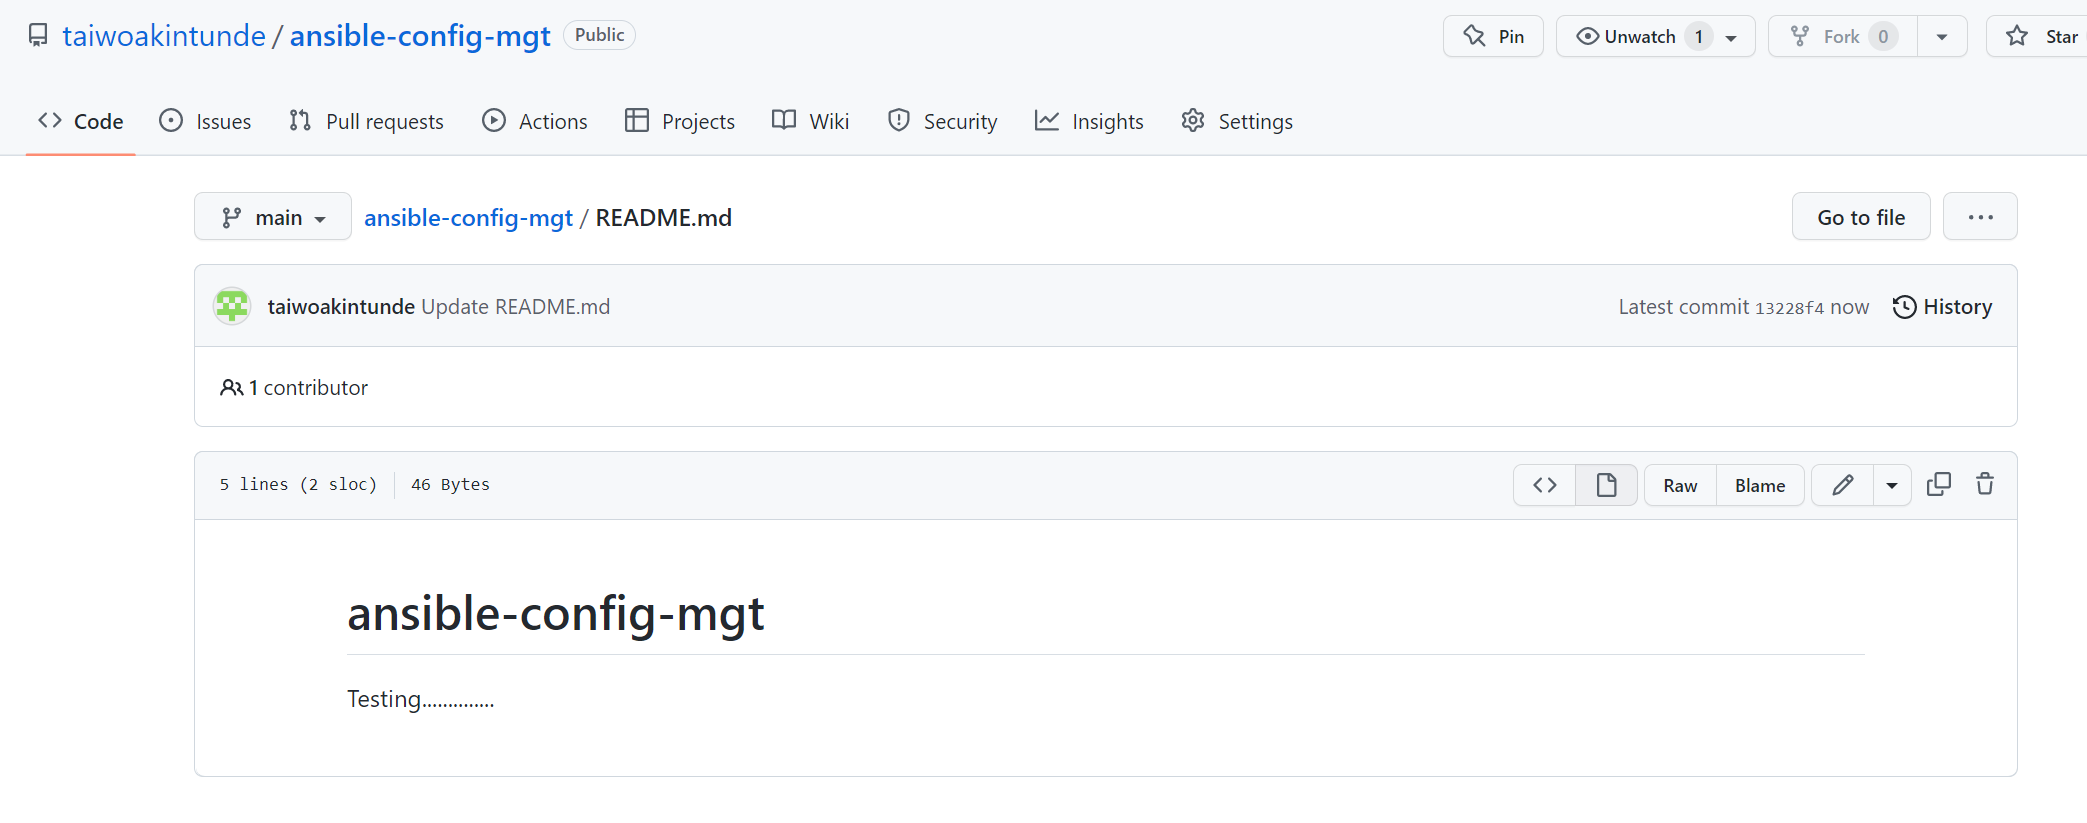 taiwoakintunde / ansible-config-mgt Public Pin Unwatch 1 Fork 0 Star
Code Issues Pull requests Actions Projects Wiki Security Insights Settings
main ansible-config-mgt / README.md Go to file ...
taiwoakintunde Update README.md Latest commit 13228f4 now History
1 contributor
5 lines (2 sloc) 46 Bytes Raw Blame
ansible-config-mgt
Testing..............